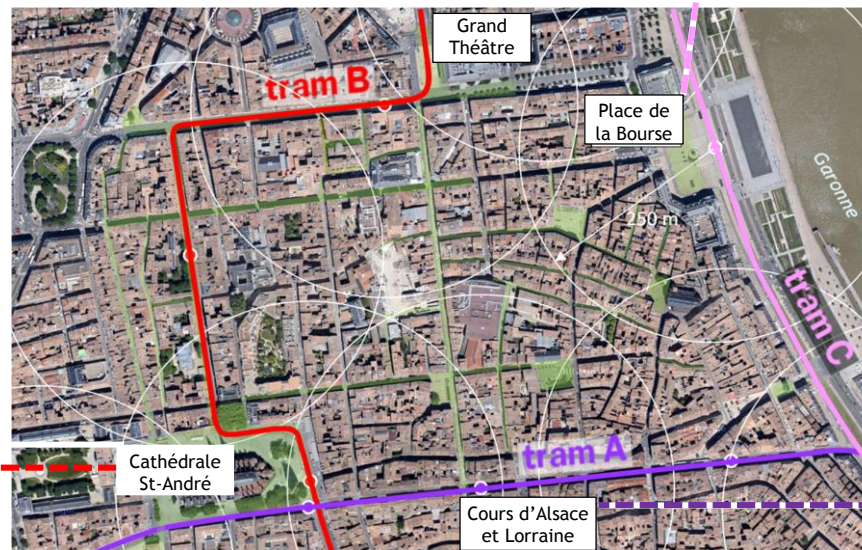 Grand
Théâtre
tram B
Place de
la Bourse
Garonne
250 m
tram C
tram A
Cathédrale
St-André
Cours d’Alsace
et Lorraine